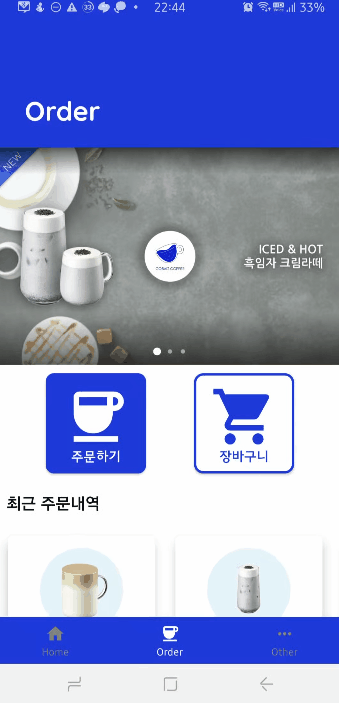 22:44
33%
Order
NEW
ICED & HOT
흑임자 크림라떼
주문하기
장바구니
최근 주문내역
Home
Order
Other